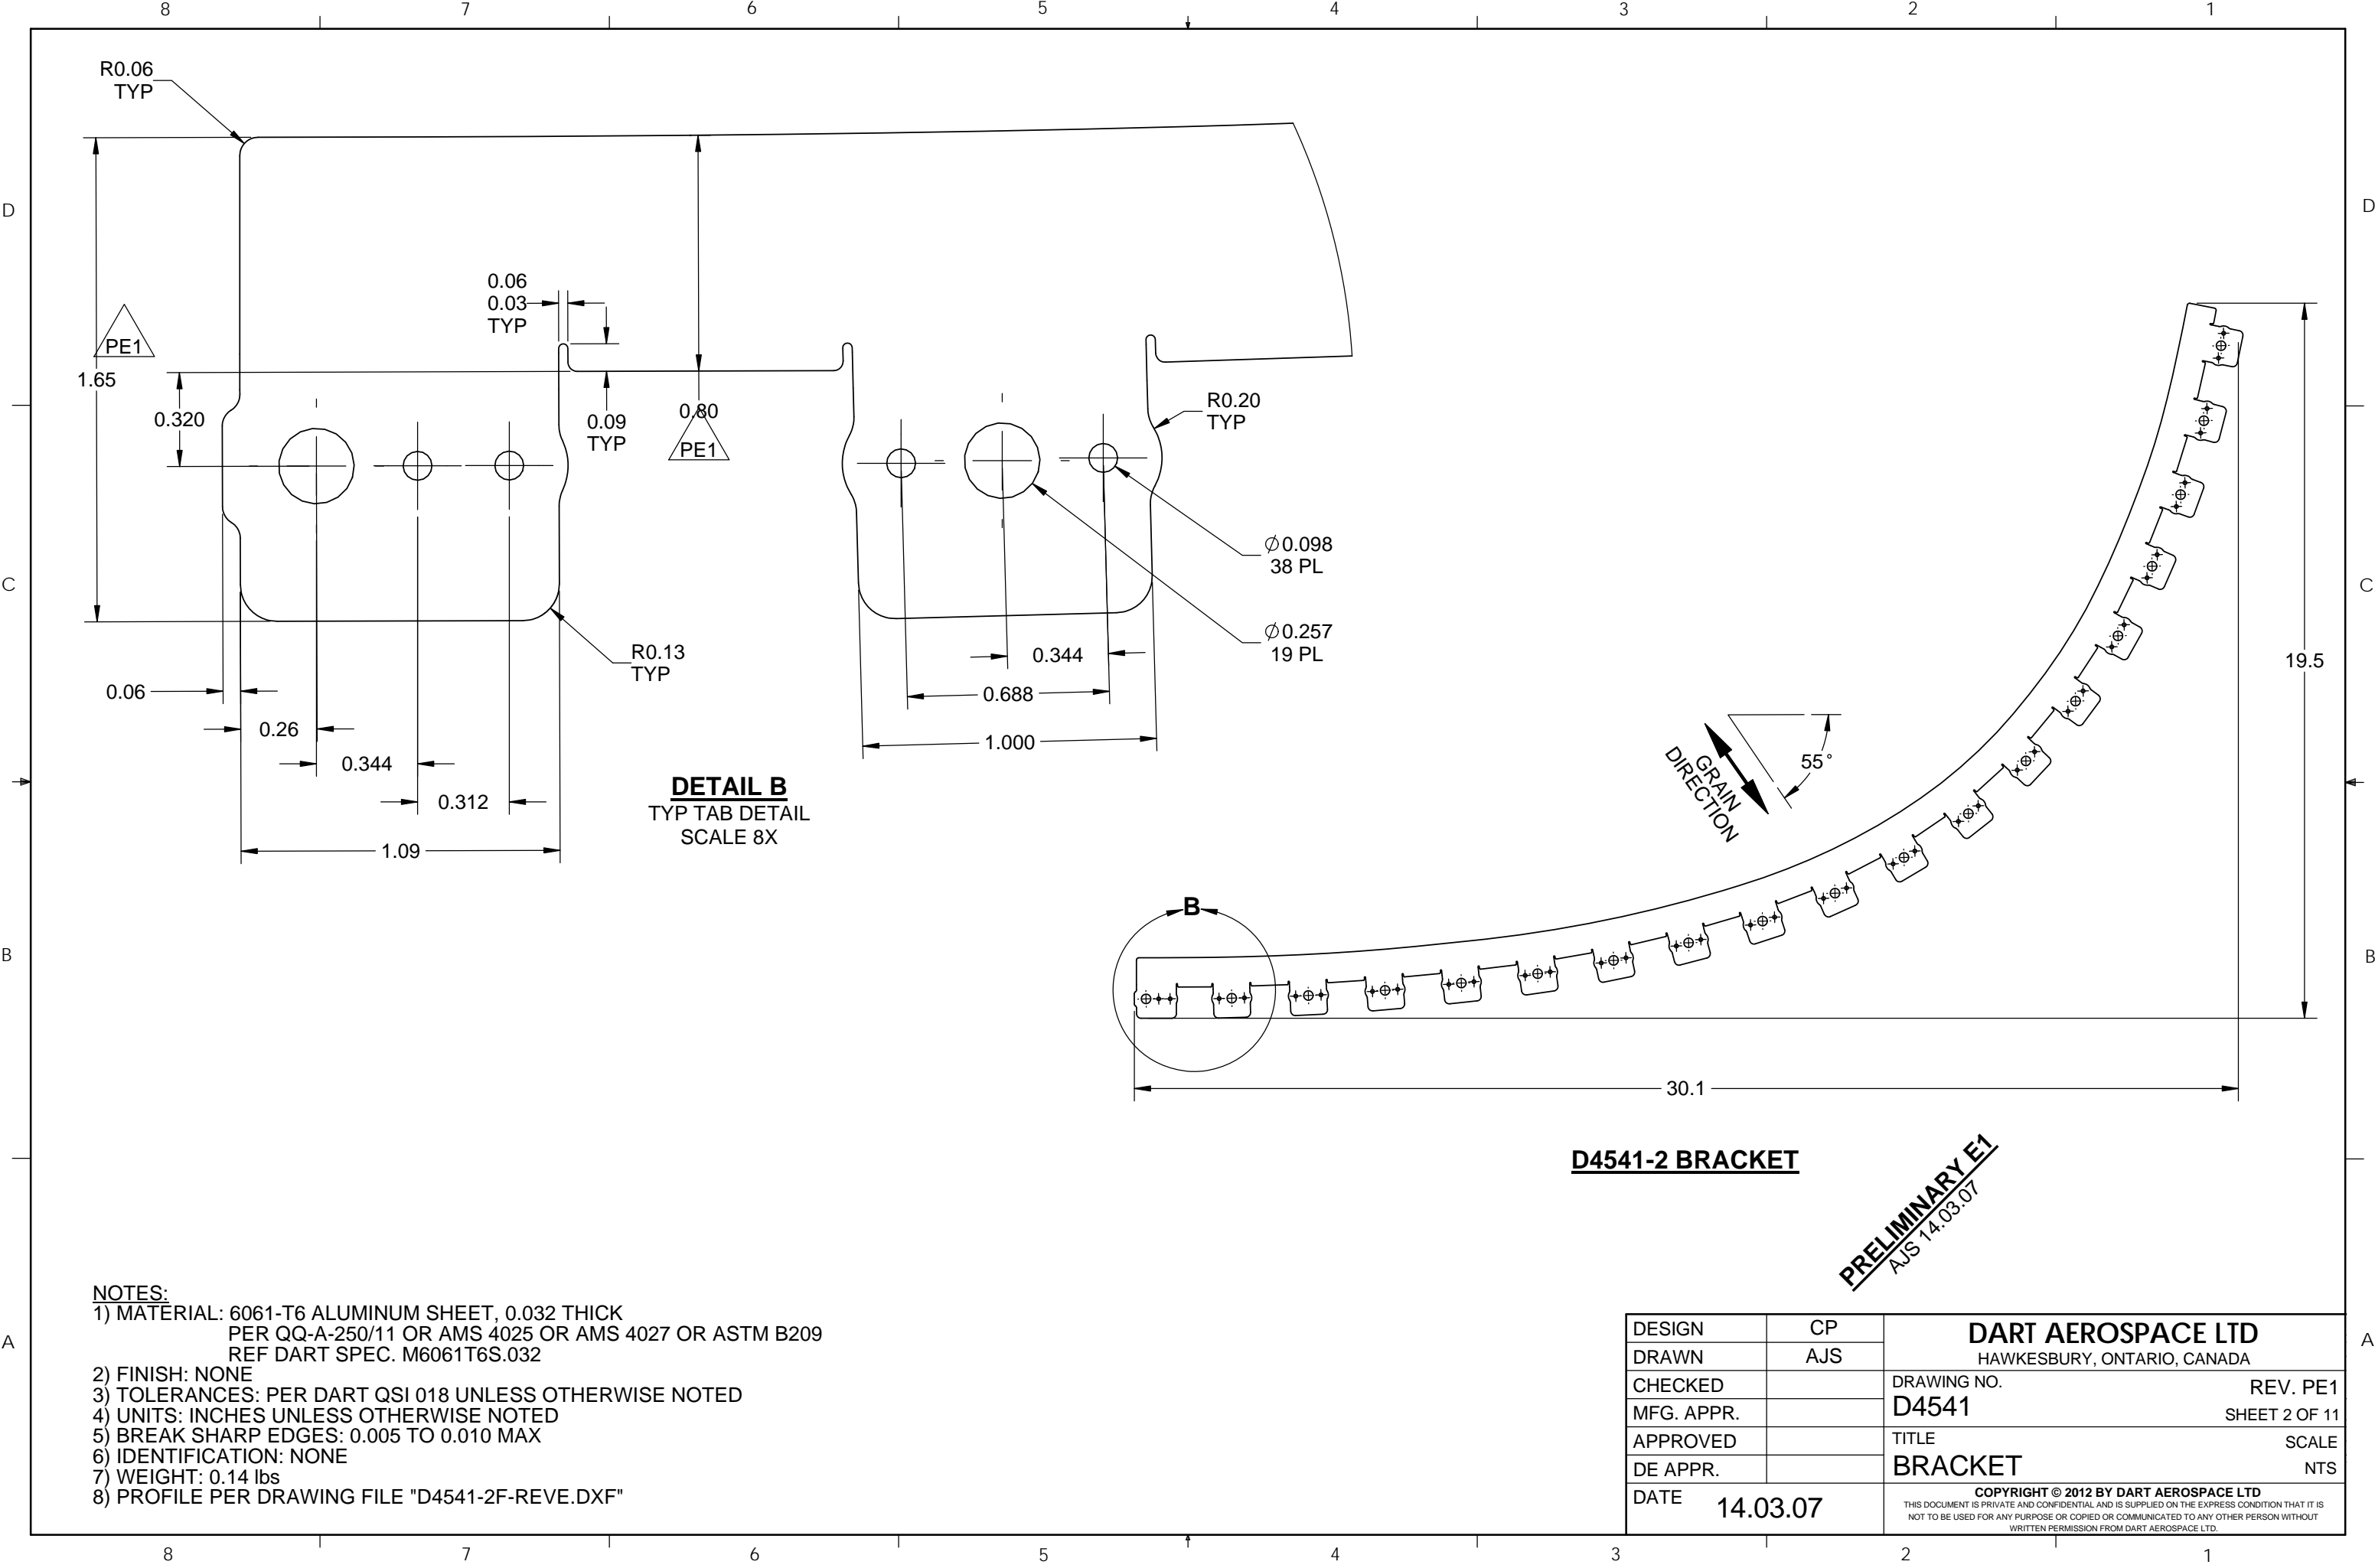 8 7 6 5 4 3 2 1
D
D
C
C
B
B
A
A
R0.06
TYP
PE1
1.65
0.320
0.06
0.03
TYP
0.09
TYP
0.80
PE1
R0.20
TYP
Ø0.098
38 PL
Ø0.257
19 PL
0.344
0.688
1.000
R0.13
TYP
0.06
0.26
0.344
0.312
1.09
DETAIL B
TYP TAB DETAIL
SCALE 8X
GRAIN
DIRECTION
55°
19.5
B
30.1
D4541-2 BRACKET
PRELIMINARY E1
AJS 14.03.07
NOTES:
1) MATERIAL: 6061-T6 ALUMINUM SHEET, 0.032 THICK
PER QQ-A-250/11 OR AMS 4025 OR AMS 4027 OR ASTM B209
REF DART SPEC. M6061T6S.032
2) FINISH: NONE
3) TOLERANCES: PER DART QSI 018 UNLESS OTHERWISE NOTED
4) UNITS: INCHES UNLESS OTHERWISE NOTED
5) BREAK SHARP EDGES: 0.005 TO 0.010 MAX
6) IDENTIFICATION: NONE
7) WEIGHT: 0.14 lbs
8) PROFILE PER DRAWING FILE "D4541-2F-REVE.DXF"
DESIGN CP
DRAWN AJS
CHECKED
MFG. APPR.
APPROVED
DE APPR.
DATE 14.03.07
DART AEROSPACE LTD
HAWKESBURY, ONTARIO, CANADA
DRAWING NO. REV. PE1
D4541 SHEET 2 OF 11
TITLE SCALE
BRACKET NTS
COPYRIGHT © 2012 BY DART AEROSPACE LTD
THIS DOCUMENT IS PRIVATE AND CONFIDENTIAL AND IS SUPPLIED ON THE EXPRESS CONDITION THAT IT IS
NOT TO BE USED FOR ANY PURPOSE OR COPIED OR COMMUNICATED TO ANY OTHER PERSON WITHOUT
WRITTEN PERMISSION FROM DART AEROSPACE LTD.
8 7 6 5 4 3 2 1